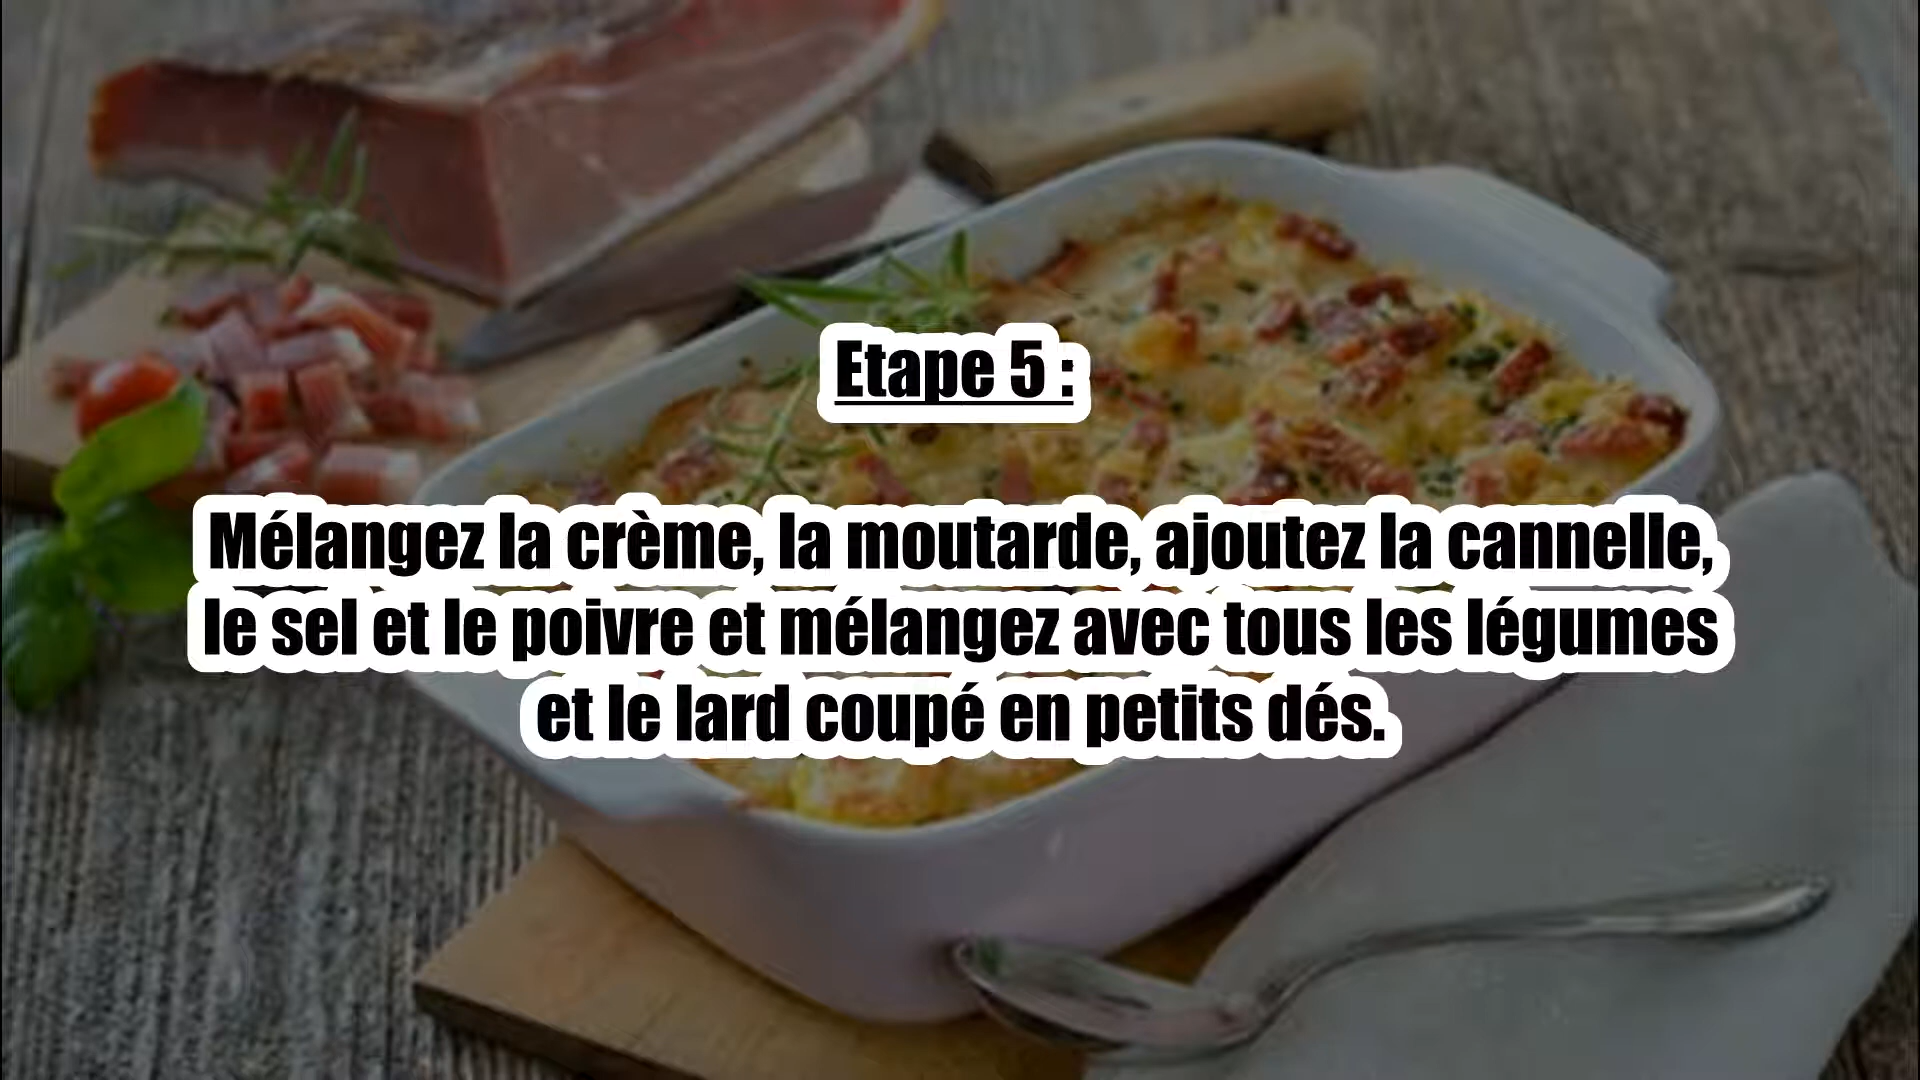 Etape 5 :
Mélangez la crème, la moutarde, ajoutez la cannelle,
le sel et le poivre et mélangez avec tous les légumes
et le lard coupé en petits dés.